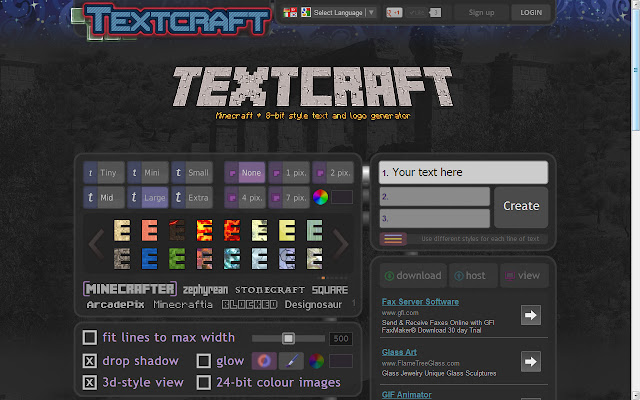 TEXTCRAFT
Select Language
Sign up
LOGIN
TEXTCRAFT
Minecraft + 8-bit style text and logo generator
t Tiny t Mini t Small None 1 pix. 2 pix.
t Mid t Large t Extra 4 pix. 7 pix.
E E E E E E E E
E E E E E E E E
MINECRAFTER zephyrean STONECRAFT SQUARE
ArcadePix Minecraftia BLOCKED Designosaur 1
fit lines to max width 500
X drop shadow glow
X 3d-style view 24-bit colour images
1. Your text here
2.
3.
Create
Use different styles for each line of text
download host view
Fax Server Software
www.gfi.com
Send & Receive Faxes Online with GFI
FaxMaker® Download 30 day Trial
Glass Art
www.FlameTreeGlass.com
Glass Jewelry Unique Glass Sculptures
GIF Animator